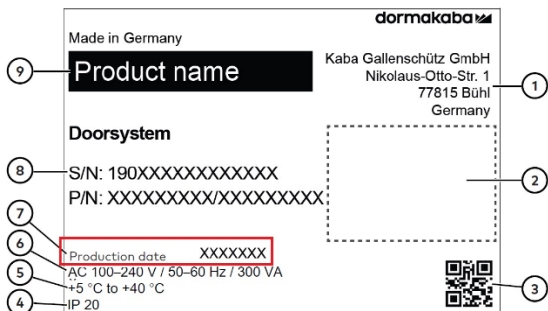 dormakaba
Made in Germany
Kaba Gallenschütz GmbH
Nikolaus-Otto-Str. 1
77815 Bühl
Germany
9
Product name
1
Doorsystem
8
S/N: 190XXXXXXXXXXXX
P/N: XXXXXXXXX/XXXXXXXXX
2
7
Production date XXXXXXX
6
AC 100–240 V / 50–60 Hz / 300 VA
5
+5 °C to +40 °C
3
4
IP 20